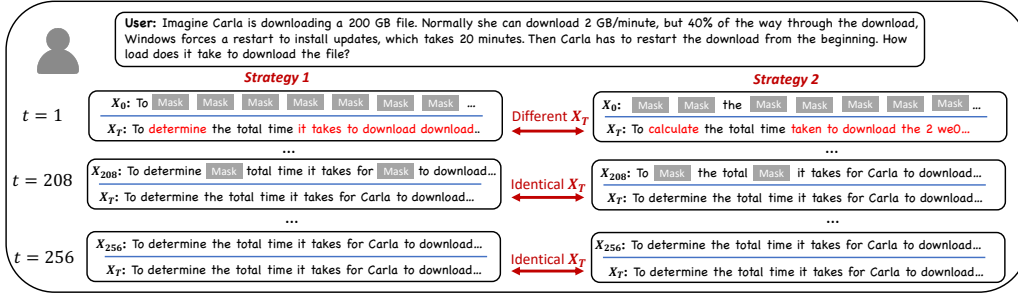 User: Imagine Carla is downloading a 200 GB file. Normally she can download 2 GB/minute, but 40% of the way through the download,
Windows forces a restart to install updates, which takes 20 minutes. Then Carla has to restart the download from the beginning. How
load does it take to download the file?
Strategy 1
Strategy 2
t = 1
X₀: To Mask Mask Mask Mask Mask Mask Mask ...
X_T: To determine the total time it takes to download download..
Different X_T
X₀: Mask Mask the Mask Mask Mask Mask Mask ...
X_T: To calculate the total time taken to download the 2 we0...
...
...
t = 208
X₂₀₈: To determine Mask total time it takes for Mask to download...
X_T: To determine the total time it takes for Carla to download...
Identical X_T
X₂₀₈: To Mask the total Mask it takes for Carla to download...
X_T: To determine the total time it takes for Carla to download...
...
...
t = 256
X₂₅₆: To determine the total time it takes for Carla to download...
X_T: To determine the total time it takes for Carla to download...
Identical X_T
X₂₅₆: To determine the total time it takes for Carla to download...
X_T: To determine the total time it takes for Carla to download...